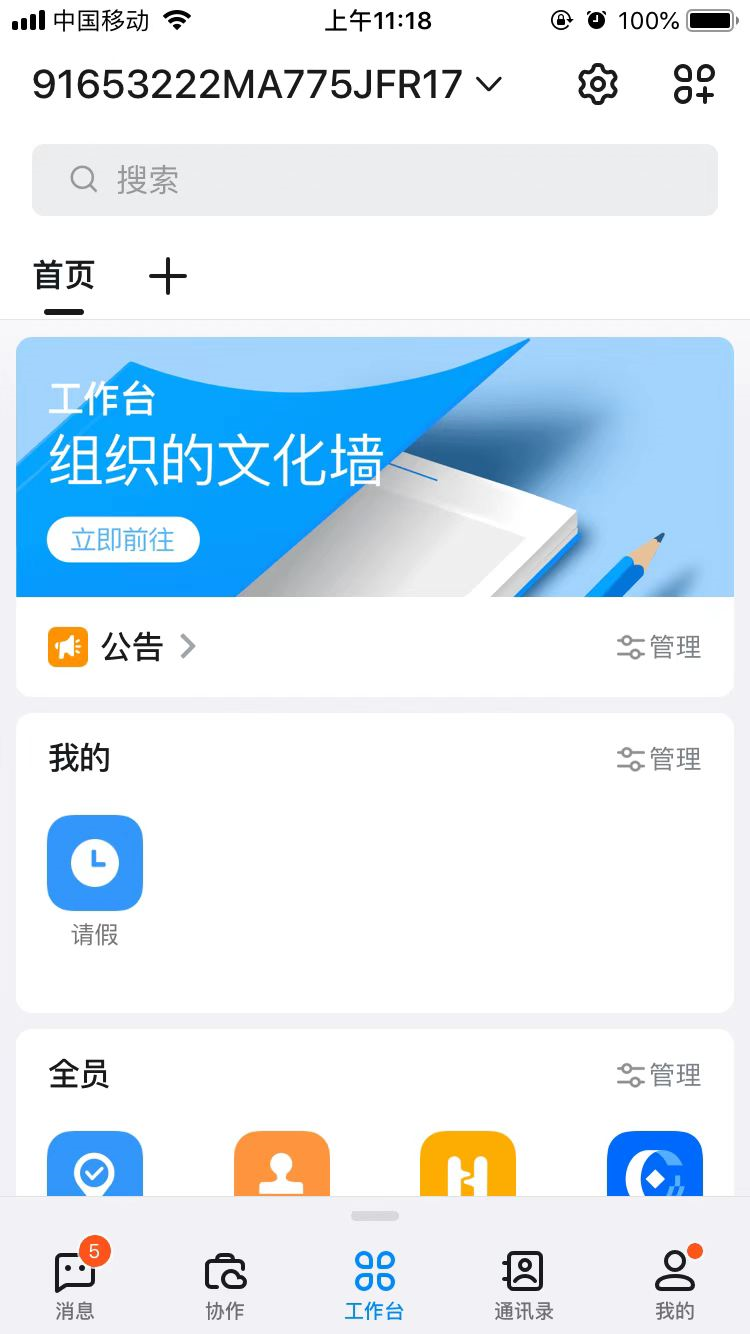 中国移动 上午11:18 100%
91653222MA775JFR17
搜索
首页
工作台
组织的文化墙
立即前往
公告 管理
我的 管理
请假
全员 管理
5
消息 协作 工作台 通讯录 我的